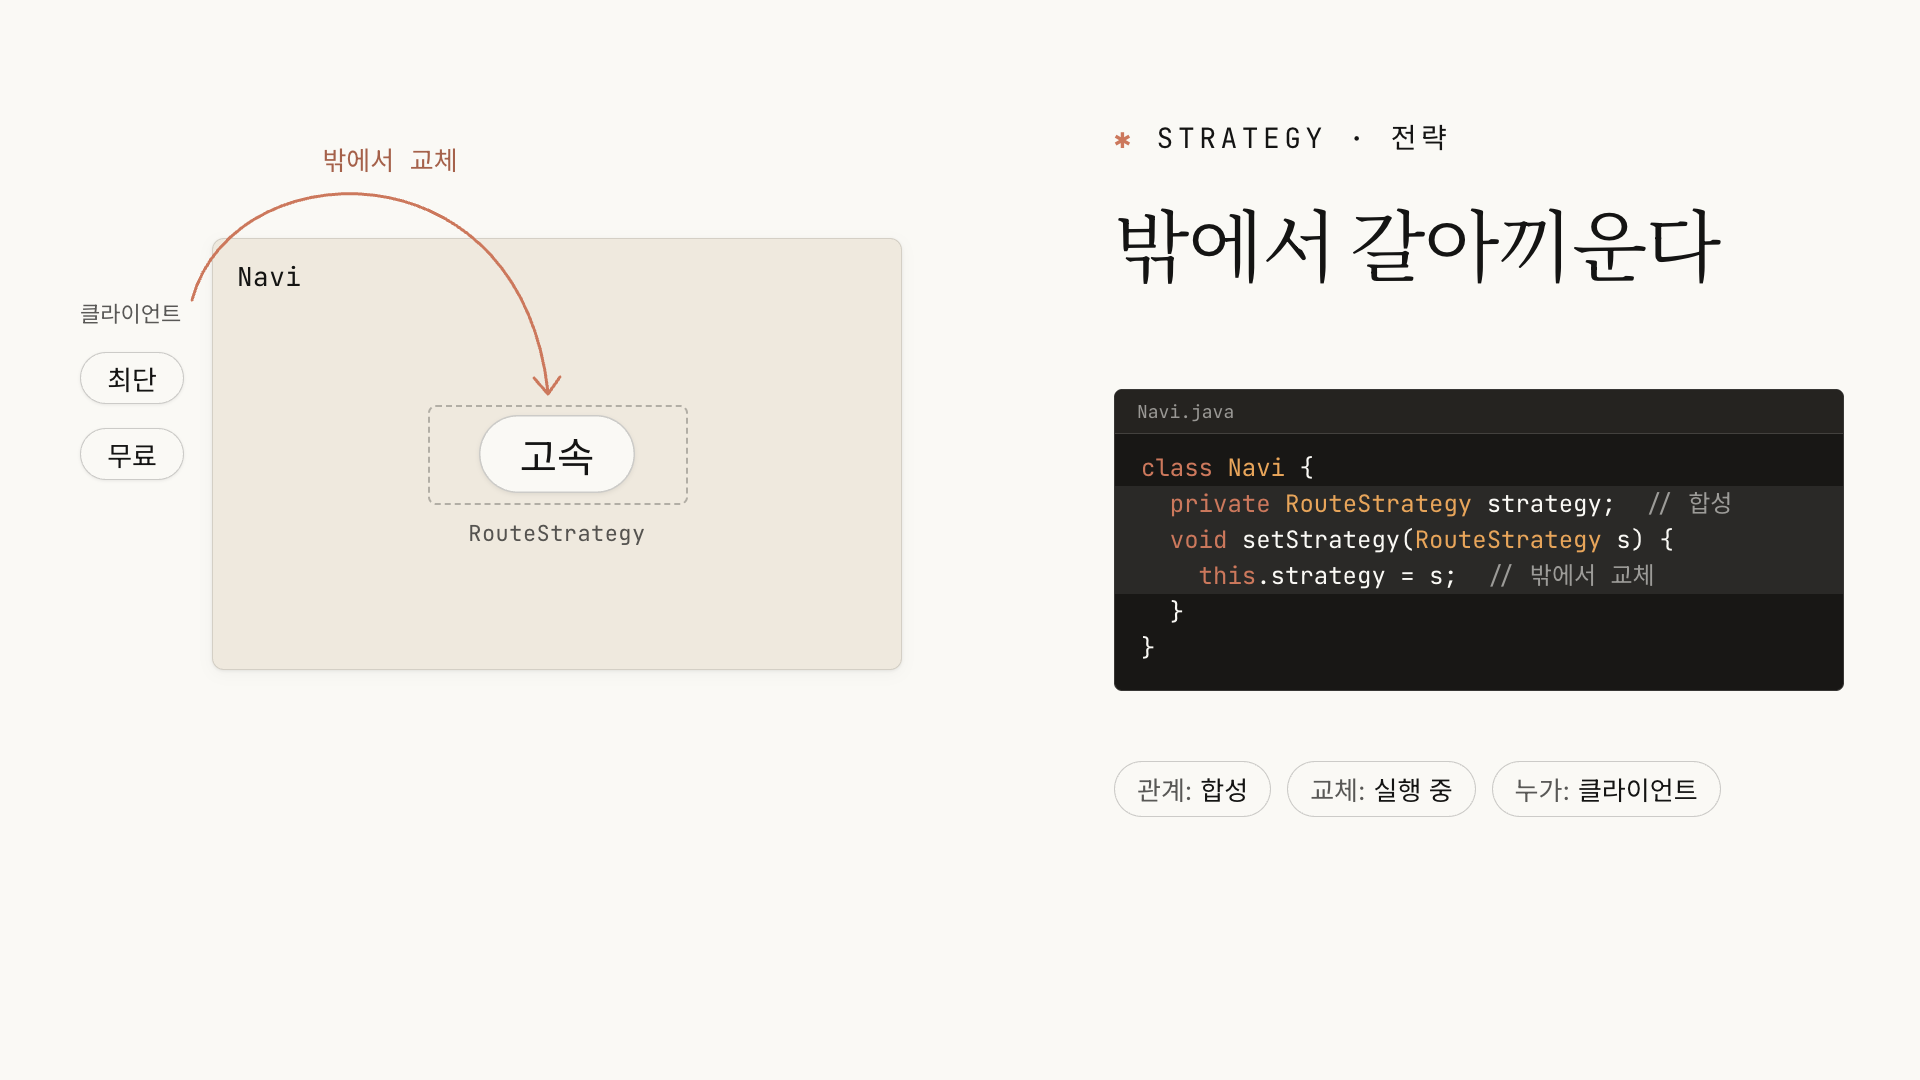 밖에서 교체
Navi
클라이언트
최단
무료
고속
RouteStrategy
* STRATEGY · 전략
밖에서 갈아끼운다
Navi.java
class Navi {
  private RouteStrategy strategy;  // 합성
  void setStrategy(RouteStrategy s) {
    this.strategy = s;  // 밖에서 교체
  }
}
관계: 합성
교체: 실행 중
누가: 클라이언트